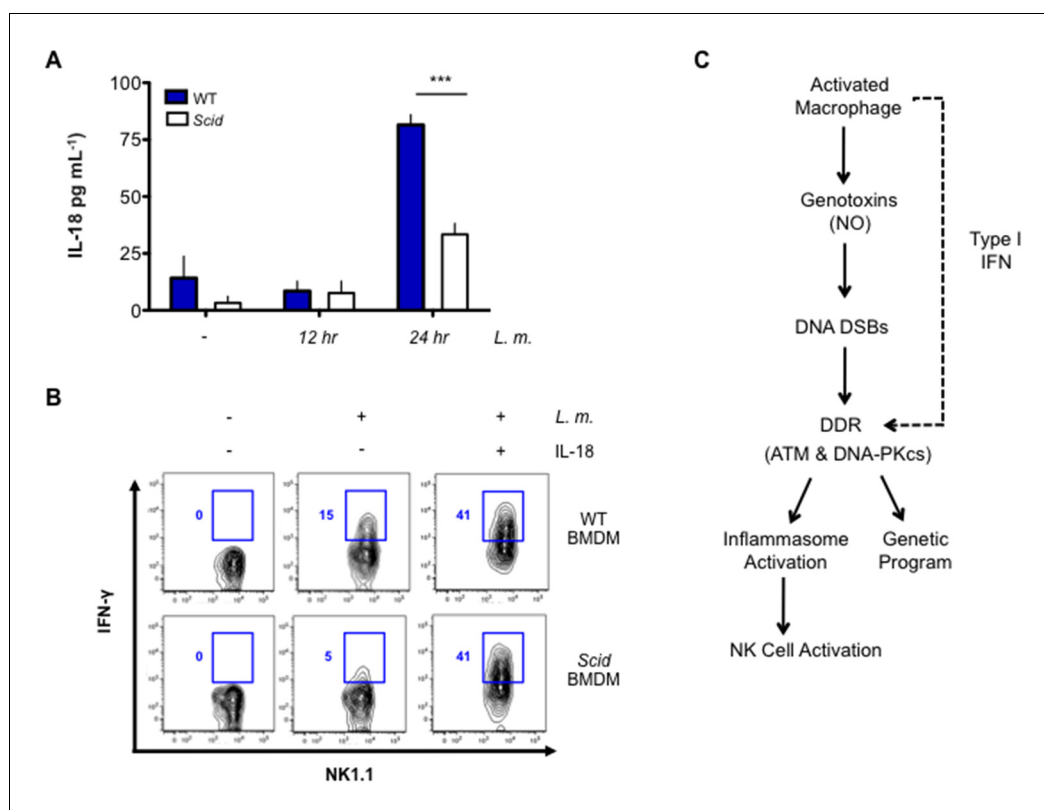 A
100
75
50
25
0
IL-18 pg mL-1)
WT
Scid
***
- 12 hr 24 hr L. m.
B
- + + L. m.
- - + IL-18
0 15 41
WT
BMDM
0 5 41
Scid
BMDM
IFN-γ
NK1.1
C
Activated
Macrophage
Genotoxins
(NO)
Type I
IFN
DNA DSBs
DDR
(ATM & DNA-PKcs)
Inflammasome Genetic
Activation Program
NK Cell Activation